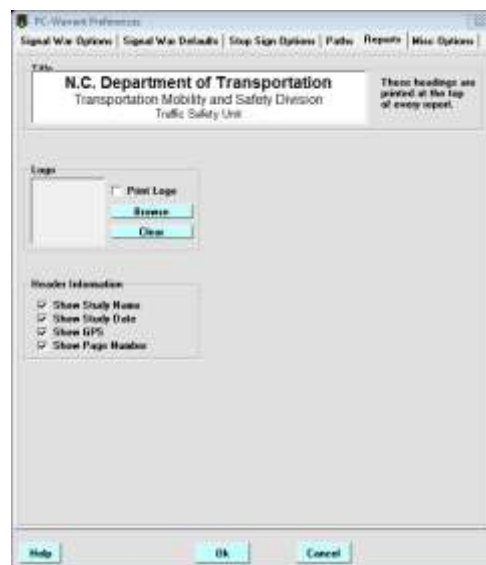 PC-Warrant Preferences
Signal War Options Signal War Defaults Stop Sign Options Paths Reports Misc Options
Title
N.C. Department of Transportation
Transportation Mobility and Safety Division
Traffic Safety Unit
These headings are
printed at the top
of every report.
Logo
Print Logo
Browse
Clear
Header Information
Show Study Name
Show Study Date
Show GPS
Show Page Number
Help Ok Cancel